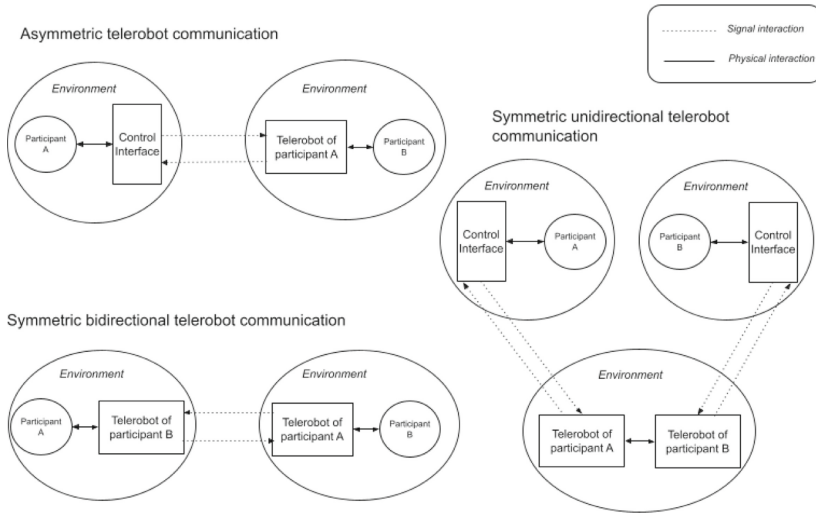 Asymmetric telerobot communication
Environment
Participant
A
Control
Interface
Environment
Telerobot of
participant A
Participant
B
Signal interaction
Physical interaction
Symmetric unidirectional telerobot
communication
Environment
Control
Interface
Participant
A
Environment
Participant
B
Control
Interface
Environment
Telerobot of
participant A
Telerobot of
participant B
Symmetric bidirectional telerobot communication
Environment
Participant
A
Telerobot of
participant B
Environment
Telerobot of
participant A
Participant
B